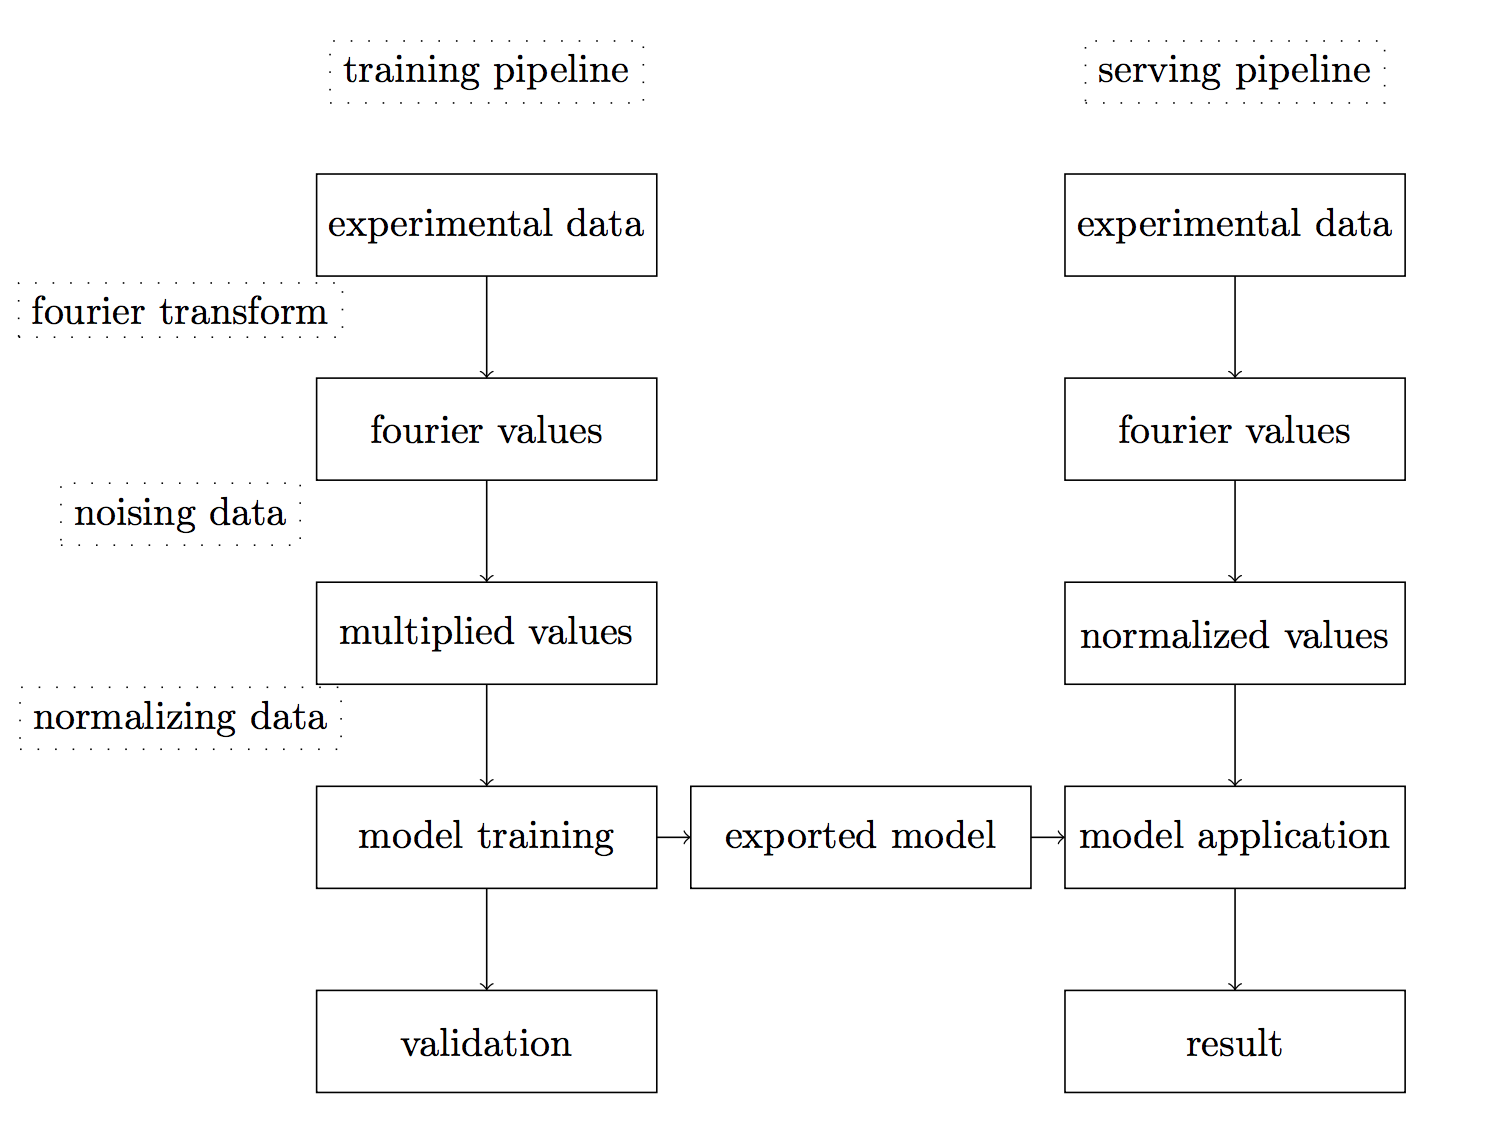 training pipeline
serving pipeline
experimental data
experimental data
fourier transform
fourier values
fourier values
noising data
multiplied values
normalized values
normalizing data
model training
exported model
model application
validation
result